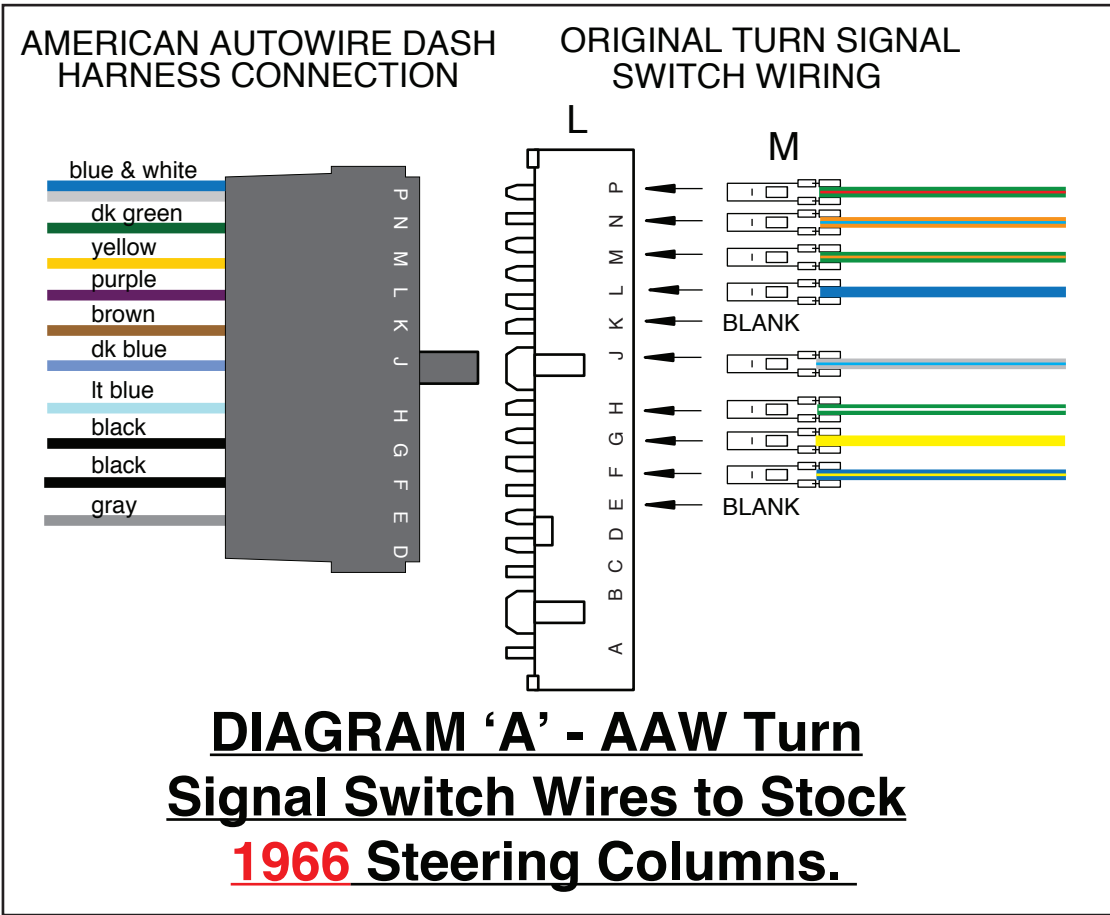 AMERICAN AUTOWIRE DASH
HARNESS CONNECTION
ORIGINAL TURN SIGNAL
SWITCH WIRING
L
M
blue & white
dk green
yellow
purple
brown
dk blue
lt blue
black
black
gray
P
N
M
L
K
J
H
G
F
E
D
P
N
M
L
K
J
H
G
F
E
D
C
B
A
BLANK
BLANK
DIAGRAM ‘A’ - AAW Turn
Signal Switch Wires to Stock
1966 Steering Columns.